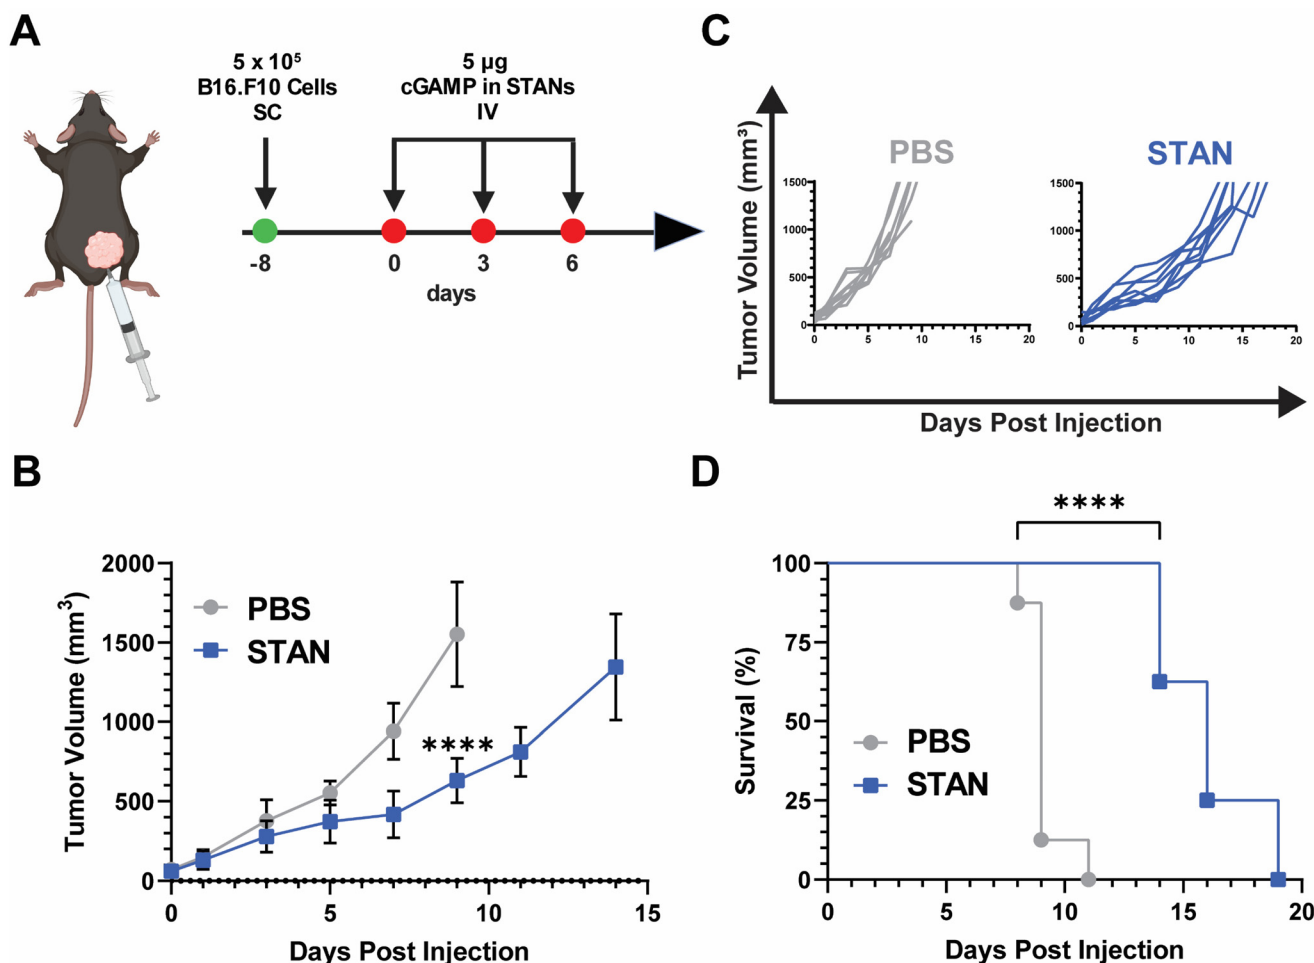 A
5 x 10⁵
B16.F10 Cells
SC
5 µg
cGAMP in STANs
IV
-8
0
3
6
days
C
Tumor Volume (mm³)
PBS
1500
1000
500
0
0
5
10
15
20
STAN
1500
1000
500
0
0
5
10
15
20
Days Post Injection
B
Tumor Volume (mm³)
2000
1500
1000
500
0
PBS
STAN
****
0
5
10
15
Days Post Injection
D
****
Survival (%)
100
75
50
25
0
PBS
STAN
0
5
10
15
20
Days Post Injection